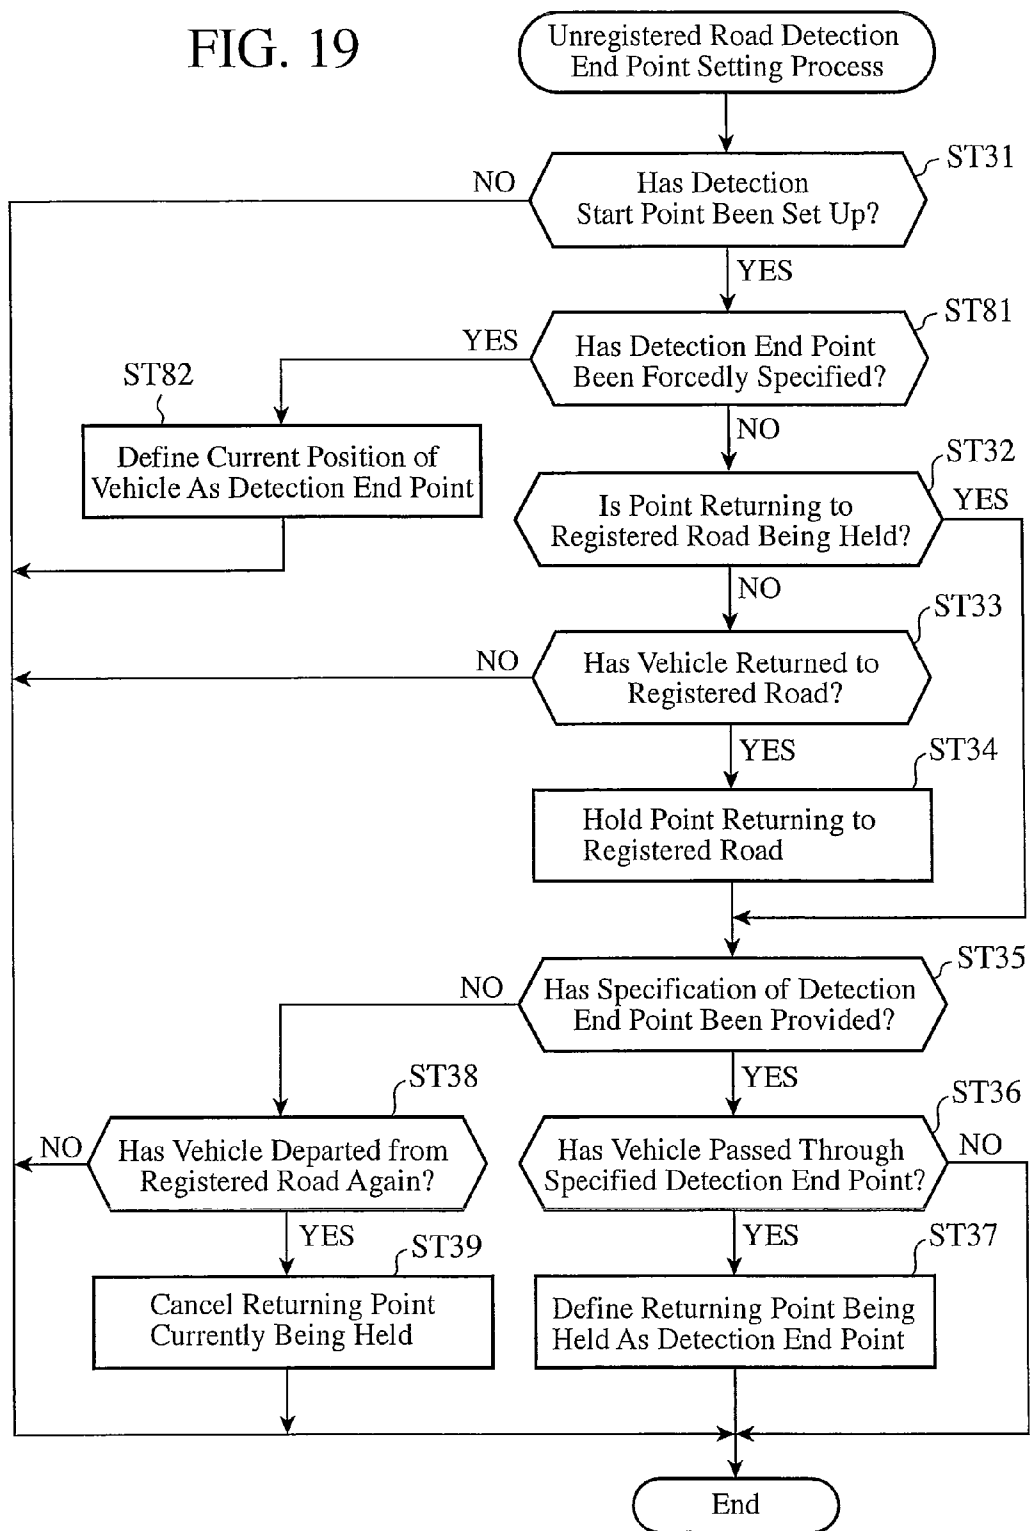 FIG. 19
Unregistered Road Detection
End Point Setting Process
ST31
NO
Has Detection
Start Point Been Set Up?
YES
ST81
YES
Has Detection End Point
Been Forcedly Specified?
ST82
NO
Define Current Position of
Vehicle As Detection End Point
ST32
YES
Is Point Returning to
Registered Road Being Held?
NO
ST33
NO
Has Vehicle Returned to
Registered Road?
YES
ST34
Hold Point Returning to
Registered Road
ST35
NO
Has Specification of Detection
End Point Been Provided?
YES
ST38
ST36
NO
Has Vehicle Departed from
Registered Road Again?
Has Vehicle Passed Through
Specified Detection End Point?
NO
YES
ST39
YES
ST37
Cancel Returning Point
Currently Being Held
Define Returning Point Being
Held As Detection End Point
End